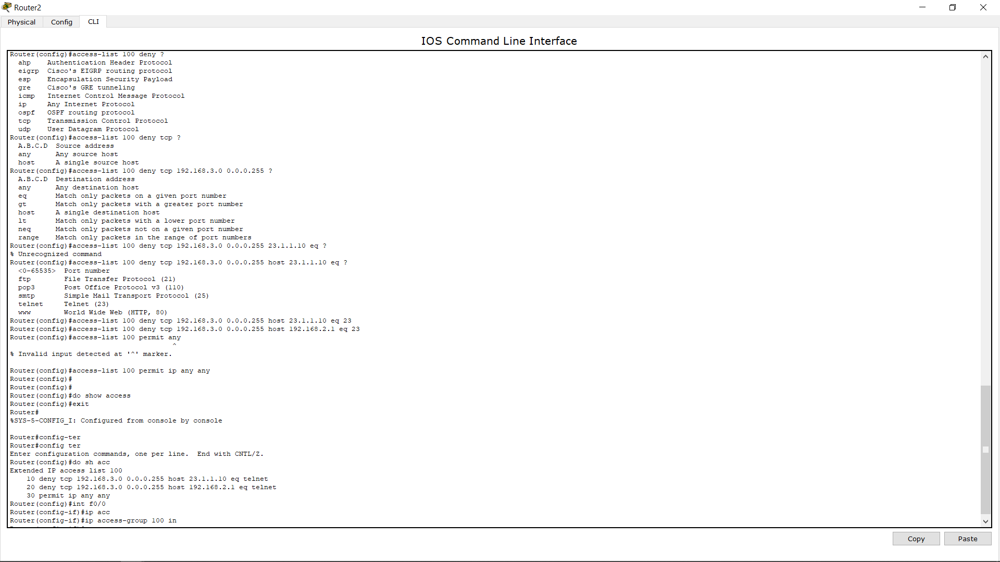 Router2
Physical Config CLI
IOS Command Line Interface
Router(config)#access-list 100 deny ?
ahp Authentication Header Protocol
eigrp Cisco's EIGRP routing protocol
esp Encapsulation Security Payload
gre Cisco's GRE tunneling
icmp Internet Control Message Protocol
ip Any Internet Protocol
ospf OSPF routing protocol
tcp Transmission Control Protocol
udp User Datagram Protocol
Router(config)#access-list 100 deny tcp ?
A.B.C.D Source address
any Any source host
host A single source host
Router(config)#access-list 100 deny tcp 192.168.3.0 0.0.0.255 ?
A.B.C.D Destination address
any Any destination host
eq Match only packets on a given port number
gt Match only packets with a greater port number
host A single destination host
lt Match only packets with a lower port number
neq Match only packets not on a given port number
range Match only packets in the range of port numbers
Router(config)#access-list 100 deny tcp 192.168.3.0 0.0.0.255 23.1.1.10 eq ?
% Unrecognized command
Router(config)#access-list 100 deny tcp 192.168.3.0 0.0.0.255 host 23.1.1.10 eq ?
<0-65535> Port number
ftp File Transfer Protocol (21)
pop3 Post Office Protocol v3 (110)
smtp Simple Mail Transport Protocol (25)
telnet Telnet (23)
www World Wide Web (HTTP, 80)
Router(config)#access-list 100 deny tcp 192.168.3.0 0.0.0.255 host 23.1.1.10 eq 23
Router(config)#access-list 100 deny tcp 192.168.3.0 0.0.0.255 host 192.168.2.1 eq 23
Router(config)#access-list 100 permit any
^
% Invalid input detected at '^' marker.
Router(config)#access-list 100 permit ip any any
Router(config)#
Router(config)#
Router(config)#do show access
Router(config)#exit
Router#
%SYS-5-CONFIG_I: Configured from console by console
Router#config-ter
Router#config ter
Enter configuration commands, one per line. End with CNTL/Z.
Router(config)#do sh acc
Extended IP access list 100
10 deny tcp 192.168.3.0 0.0.0.255 host 23.1.1.10 eq telnet
20 deny tcp 192.168.3.0 0.0.0.255 host 192.168.2.1 eq telnet
30 permit ip any any
Router(config)#int f0/0
Router(config-if)#ip acc
Router(config-if)#ip access-group 100 in
Copy Paste